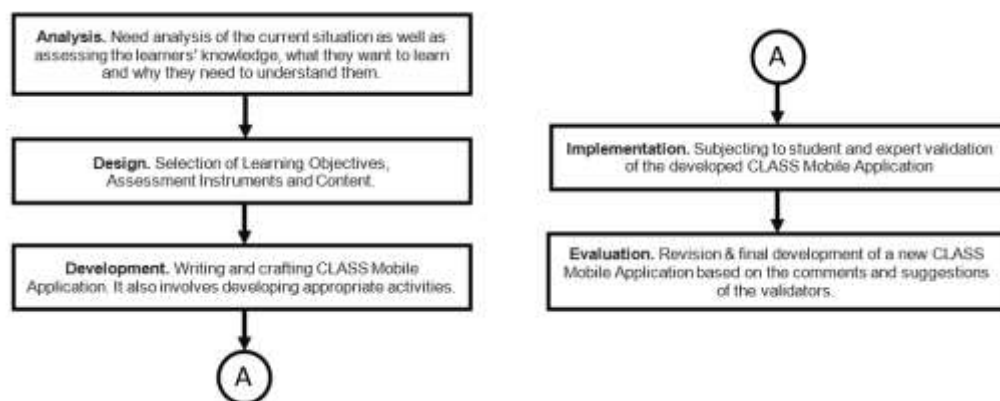 Analysis. Need analysis of the current situation as well as
assessing the learners' knowledge, what they want to learn
and why they need to understand them.
Design. Selection of Learning Objectives,
Assessment Instruments and Content.
Development. Writing and crafting CLASS Mobile
Application. It also involves developing appropriate activities.
A
A
Implementation. Subjecting to student and expert validation
of the developed CLASS Mobile Application
Evaluation. Revision & final development of a new CLASS
Mobile Application based on the comments and suggestions
of the validators.